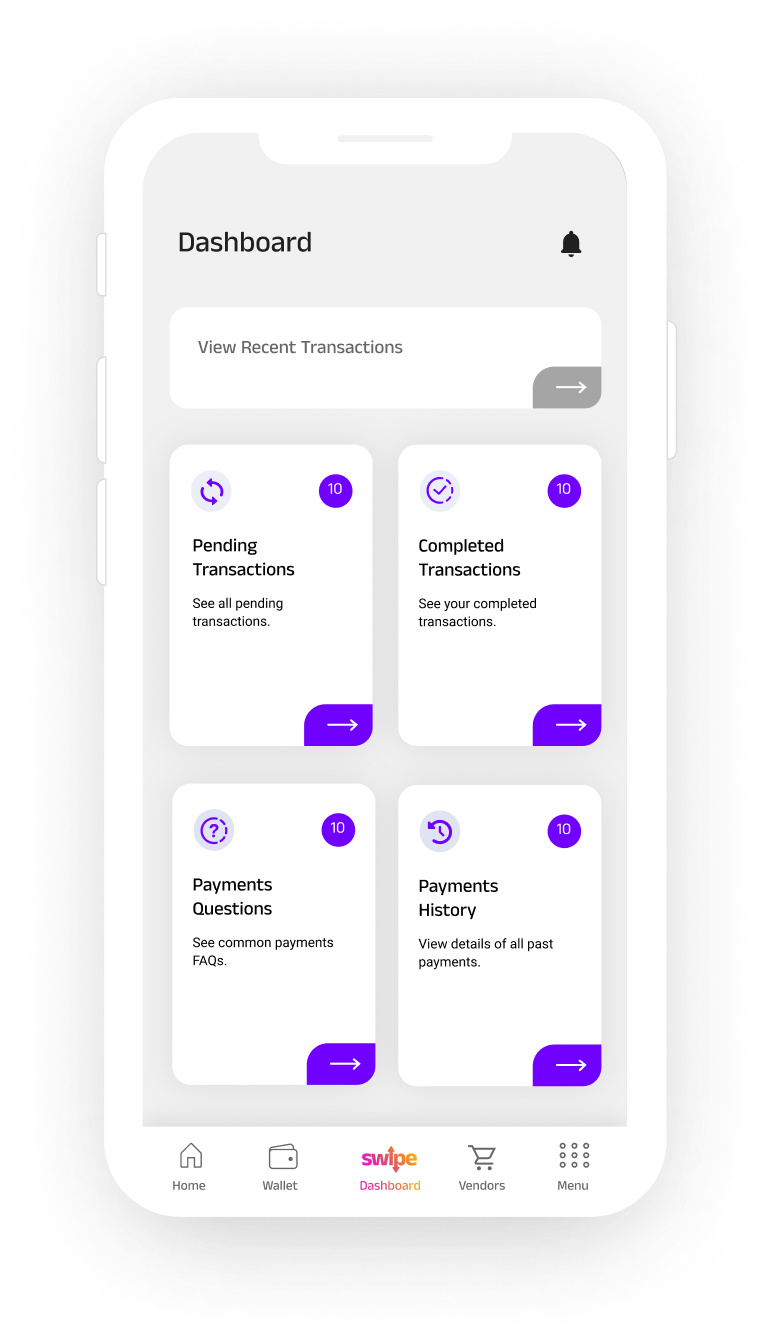 Dashboard
View Recent Transactions
10
10
Pending
Transactions
Completed
Transactions
See all pending
transactions.
See your completed
transactions.
10
10
Payments
Questions
Payments
History
See common payments
FAQs.
View details of all past
payments.
swipe
Home
Wallet
Dashboard
Vendors
Menu